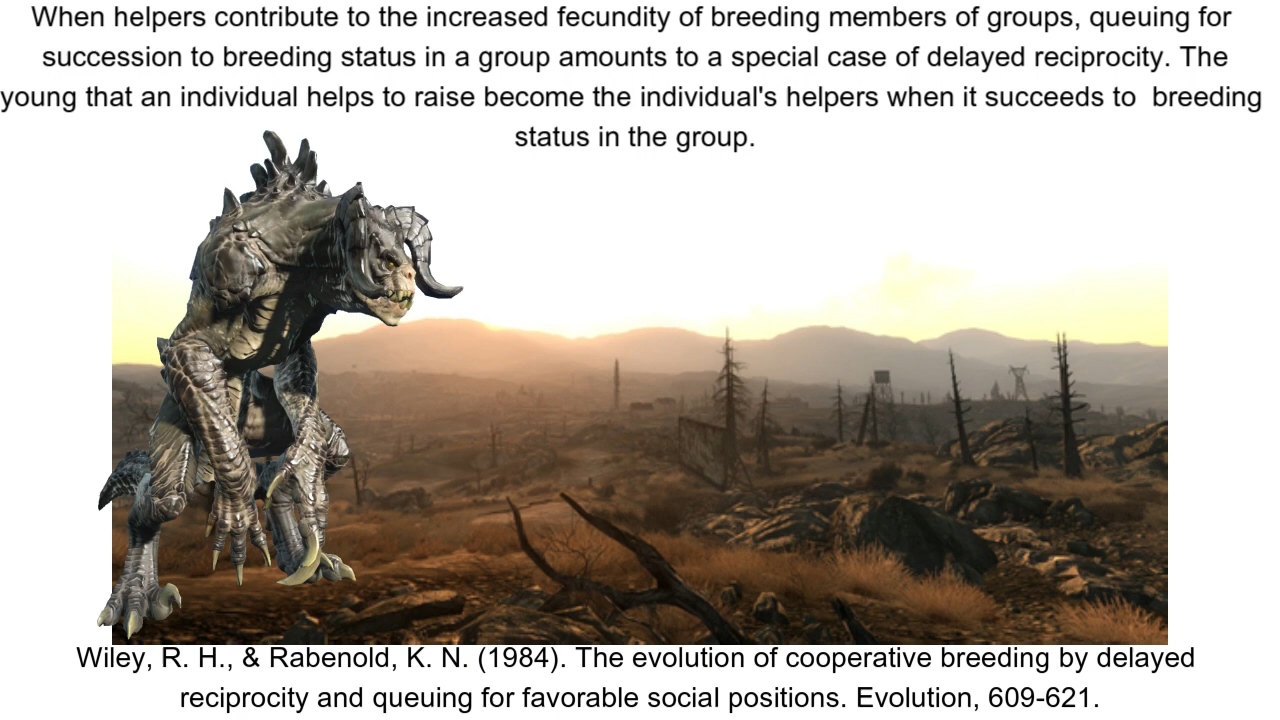 When helpers contribute to the increased fecundity of breeding members of groups, queuing for
succession to breeding status in a group amounts to a special case of delayed reciprocity. The
young that an individual helps to raise become the individual's helpers when it succeeds to  breeding
status in the group.
Wiley, R. H., & Rabenold, K. N. (1984). The evolution of cooperative breeding by delayed
reciprocity and queuing for favorable social positions. Evolution, 609-621.